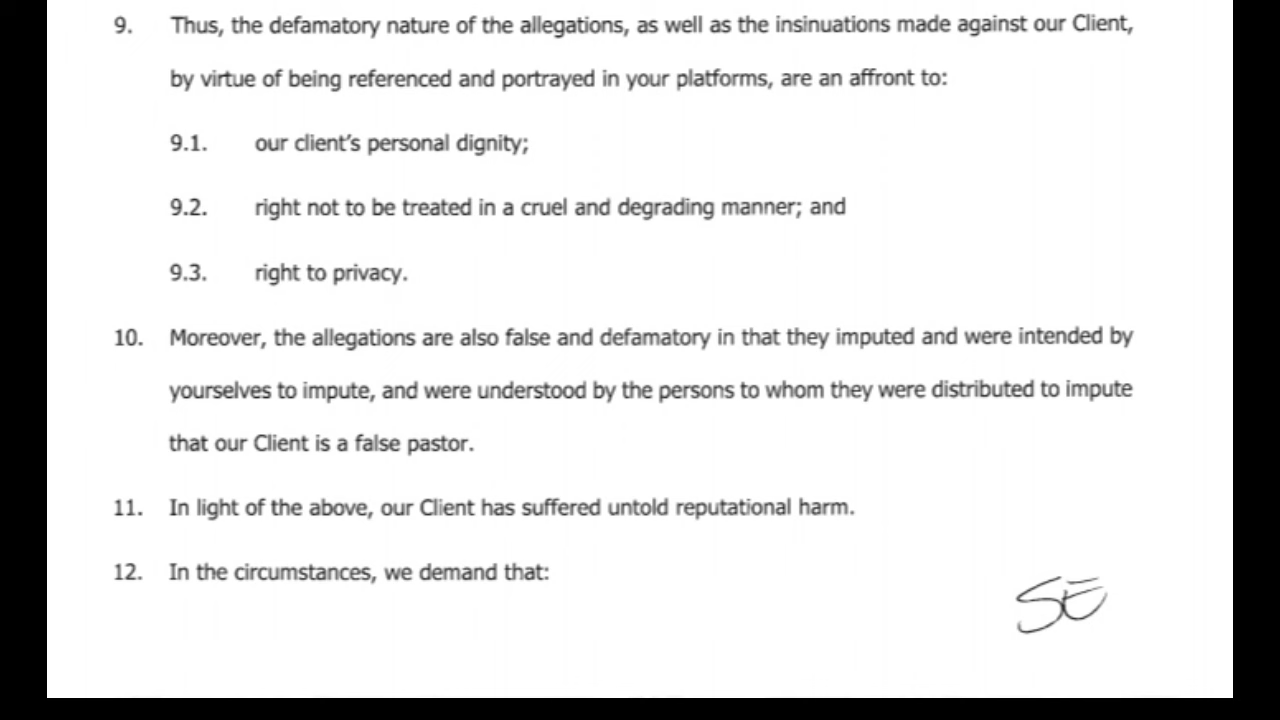 9. Thus, the defamatory nature of the allegations, as well as the insinuations made against our Client,
by virtue of being referenced and portrayed in your platforms, are an affront to:
9.1. our client's personal dignity;
9.2. right not to be treated in a cruel and degrading manner; and
9.3. right to privacy.
10. Moreover, the allegations are also false and defamatory in that they imputed and were intended by
yourselves to impute, and were understood by the persons to whom they were distributed to impute
that our Client is a false pastor.
11. In light of the above, our Client has suffered untold reputational harm.
12. In the circumstances, we demand that:
SE